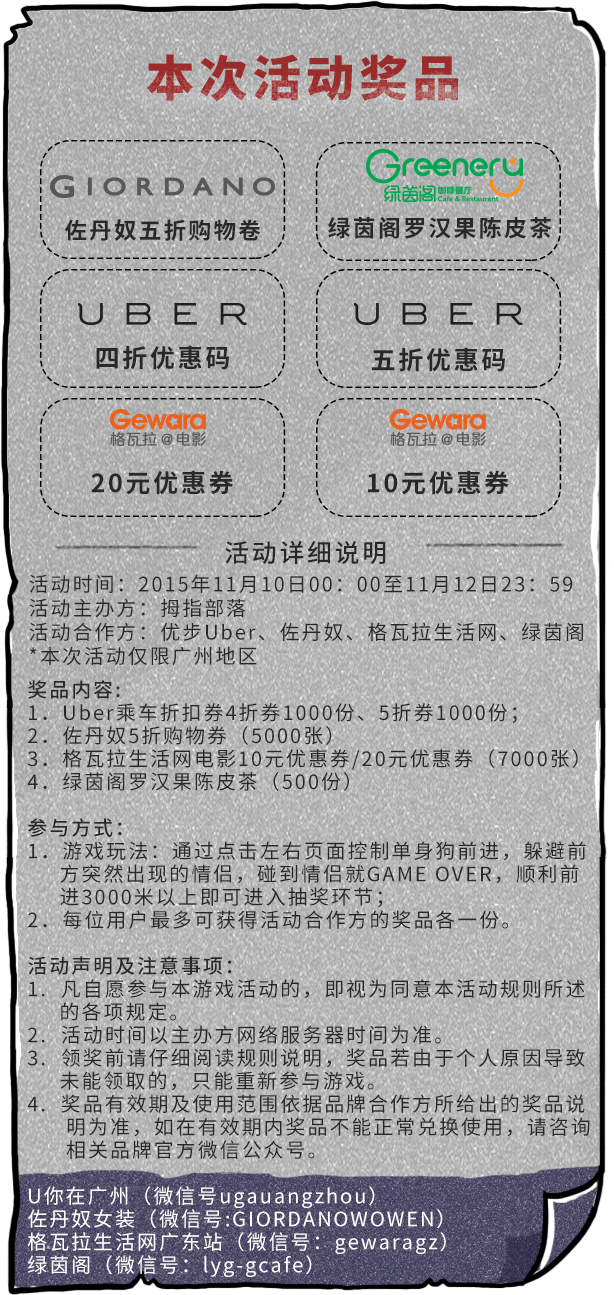 本次活动奖品
GIORDANO
佐丹奴五折购物卷
Greenery
绿茵阁 咖啡餐厅 Cafe & Restaurant
绿茵阁罗汉果陈皮茶
UBER
四折优惠码
UBER
五折优惠码
Gewara
格瓦拉@电影
20元优惠券
Gewara
格瓦拉@电影
10元优惠券
活动详细说明
活动时间：2015年11月10日00：00至11月12日23：59
活动主办方：拇指部落
活动合作方：优步Uber、佐丹奴、格瓦拉生活网、绿茵阁
*本次活动仅限广州地区
奖品内容：
1．Uber乘车折扣券4折券1000份、5折券1000份；
2．佐丹奴5折购物券（5000张）
3．格瓦拉生活网电影10元优惠券/20元优惠券（7000张）
4．绿茵阁罗汉果陈皮茶（500份）
参与方式：
1．游戏玩法：通过点击左右页面控制单身狗前进，躲避前
方突然出现的情侣，碰到情侣就GAME OVER，顺利前
进3000米以上即可进入抽奖环节；
2．每位用户最多可获得活动合作方的奖品各一份。
活动声明及注意事项：
1．凡自愿参与本游戏活动的，即视为同意本活动规则所述
的各项规定。
2．活动时间以主办方网络服务器时间为准。
3．领奖前请仔细阅读规则说明，奖品若由于个人原因导致
未能领取的，只能重新参与游戏。
4．奖品有效期及使用范围依据品牌合作方所给出的奖品说
明为准，如在有效期内奖品不能正常兑换使用，请咨询
相关品牌官方微信公众号。
U你在广州（微信号ugauangzhou）
佐丹奴女装（微信号:GIORDANOWOWEN）
格瓦拉生活网广东站（微信号：gewaragz）
绿茵阁（微信号：lyg-gcafe）